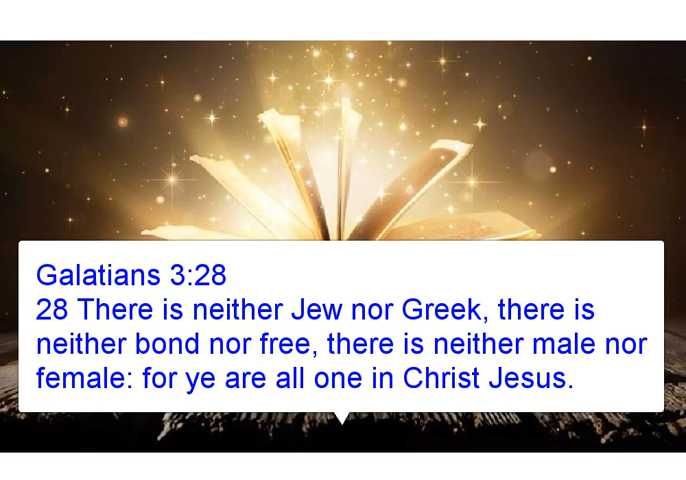 Galatians 3:28
28 There is neither Jew nor Greek, there is
neither bond nor free, there is neither male nor
female: for ye are all one in Christ Jesus.